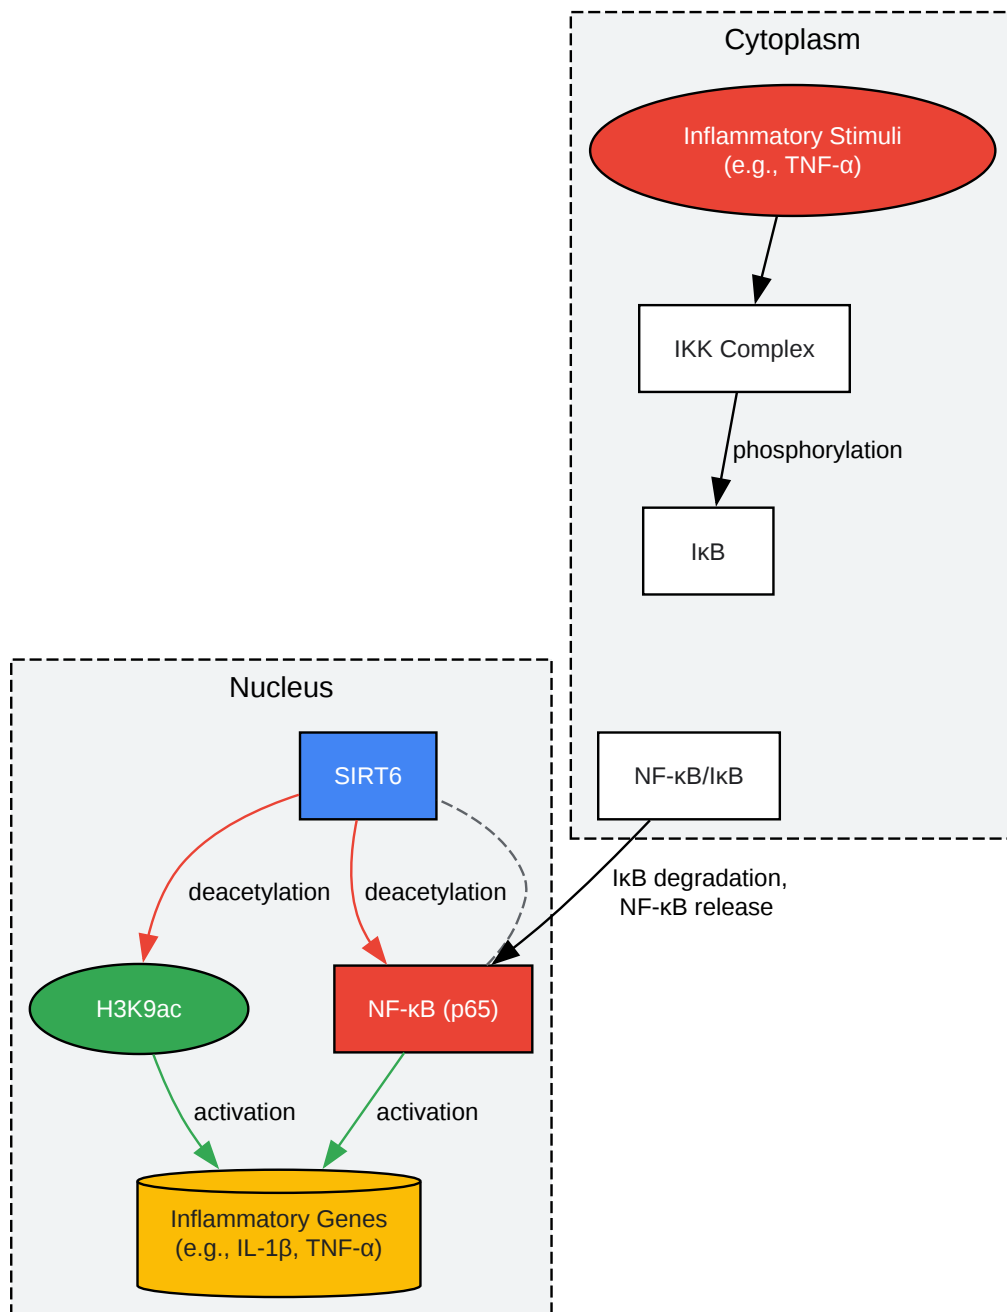 Cytoplasm
Inflammatory Stimuli
(e.g., TNF-α)
IKK Complex
phosphorylation
IκB
Nucleus
SIRT6
NF-κB/IκB
deacetylation
deacetylation
IκB degradation,
NF-κB release
H3K9ac
NF-κB (p65)
activation
activation
Inflammatory Genes
(e.g., IL-1β, TNF-α)